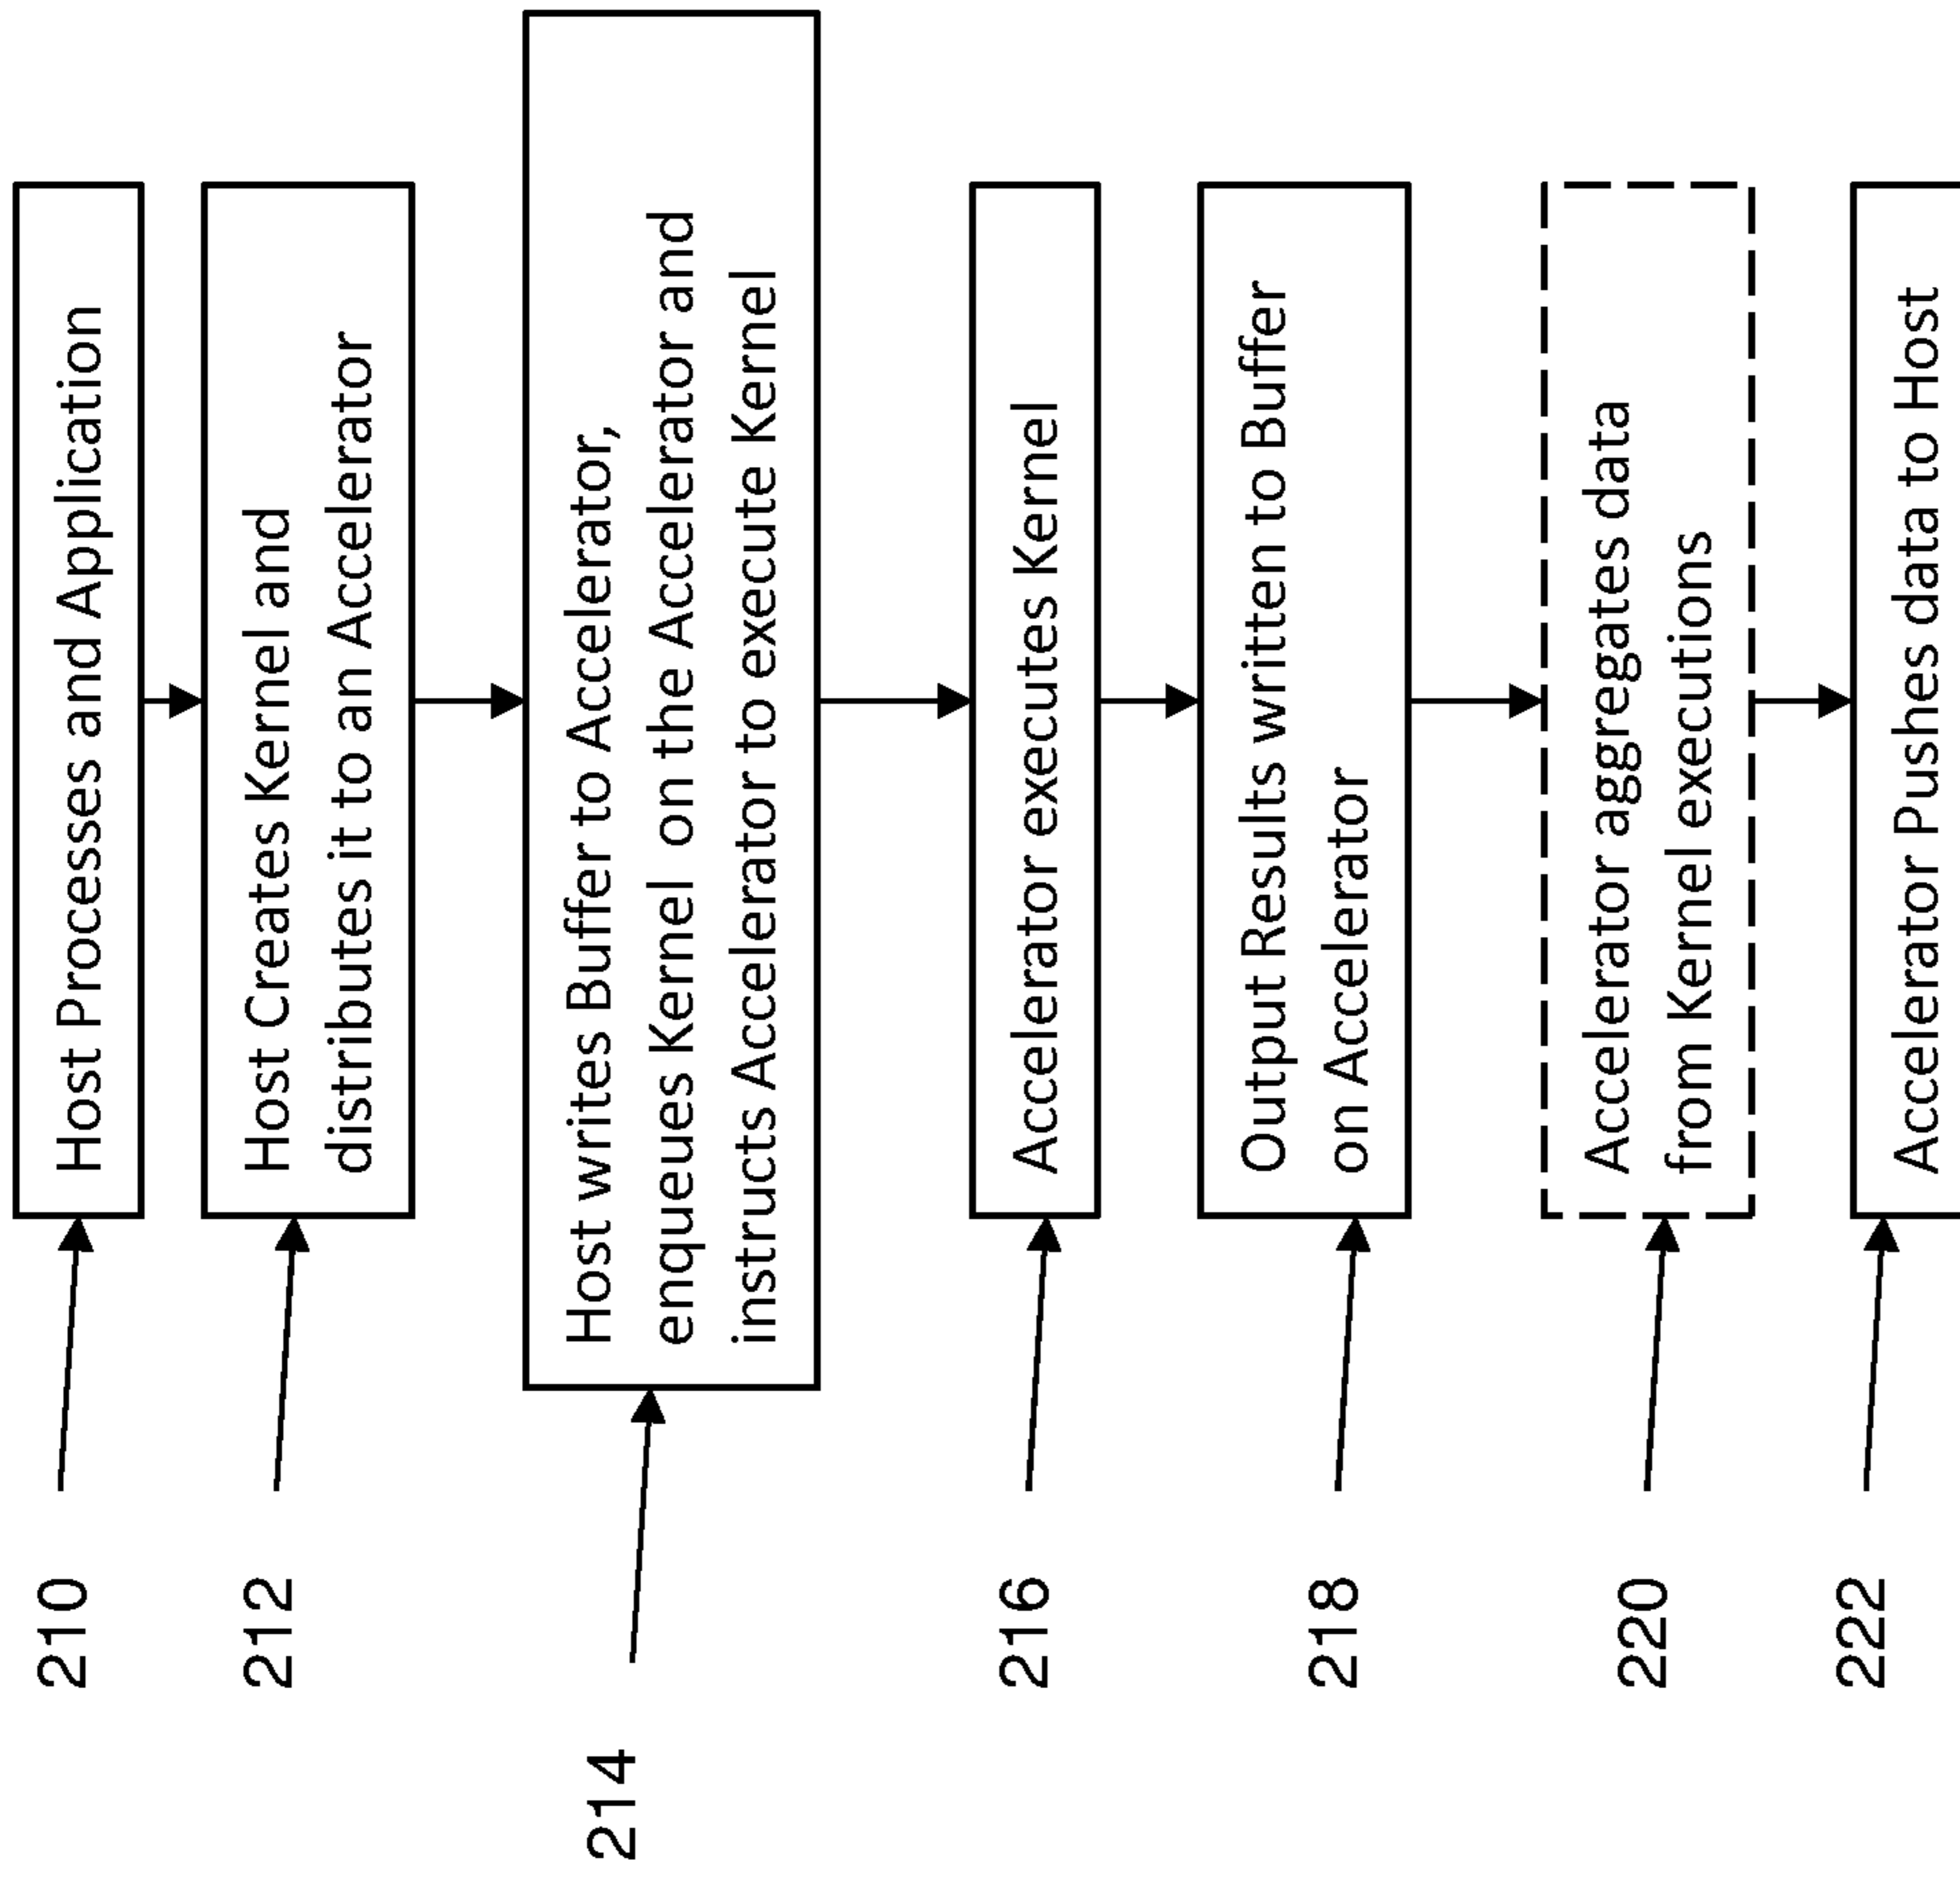 210
Host Processes and Application
212
Host Creates Kernel and
distributes it to an Accelerator
214
Host writes Buffer to Accelerator,
enqueues Kernel on the Accelerator and
instructs Accelerator to execute Kernel
216
Accelerator executes Kernel
218
Output Results written to Buffer
on Accelerator
220
Accelerator aggregates data
from Kernel executions
222
Accelerator Pushes data to Host